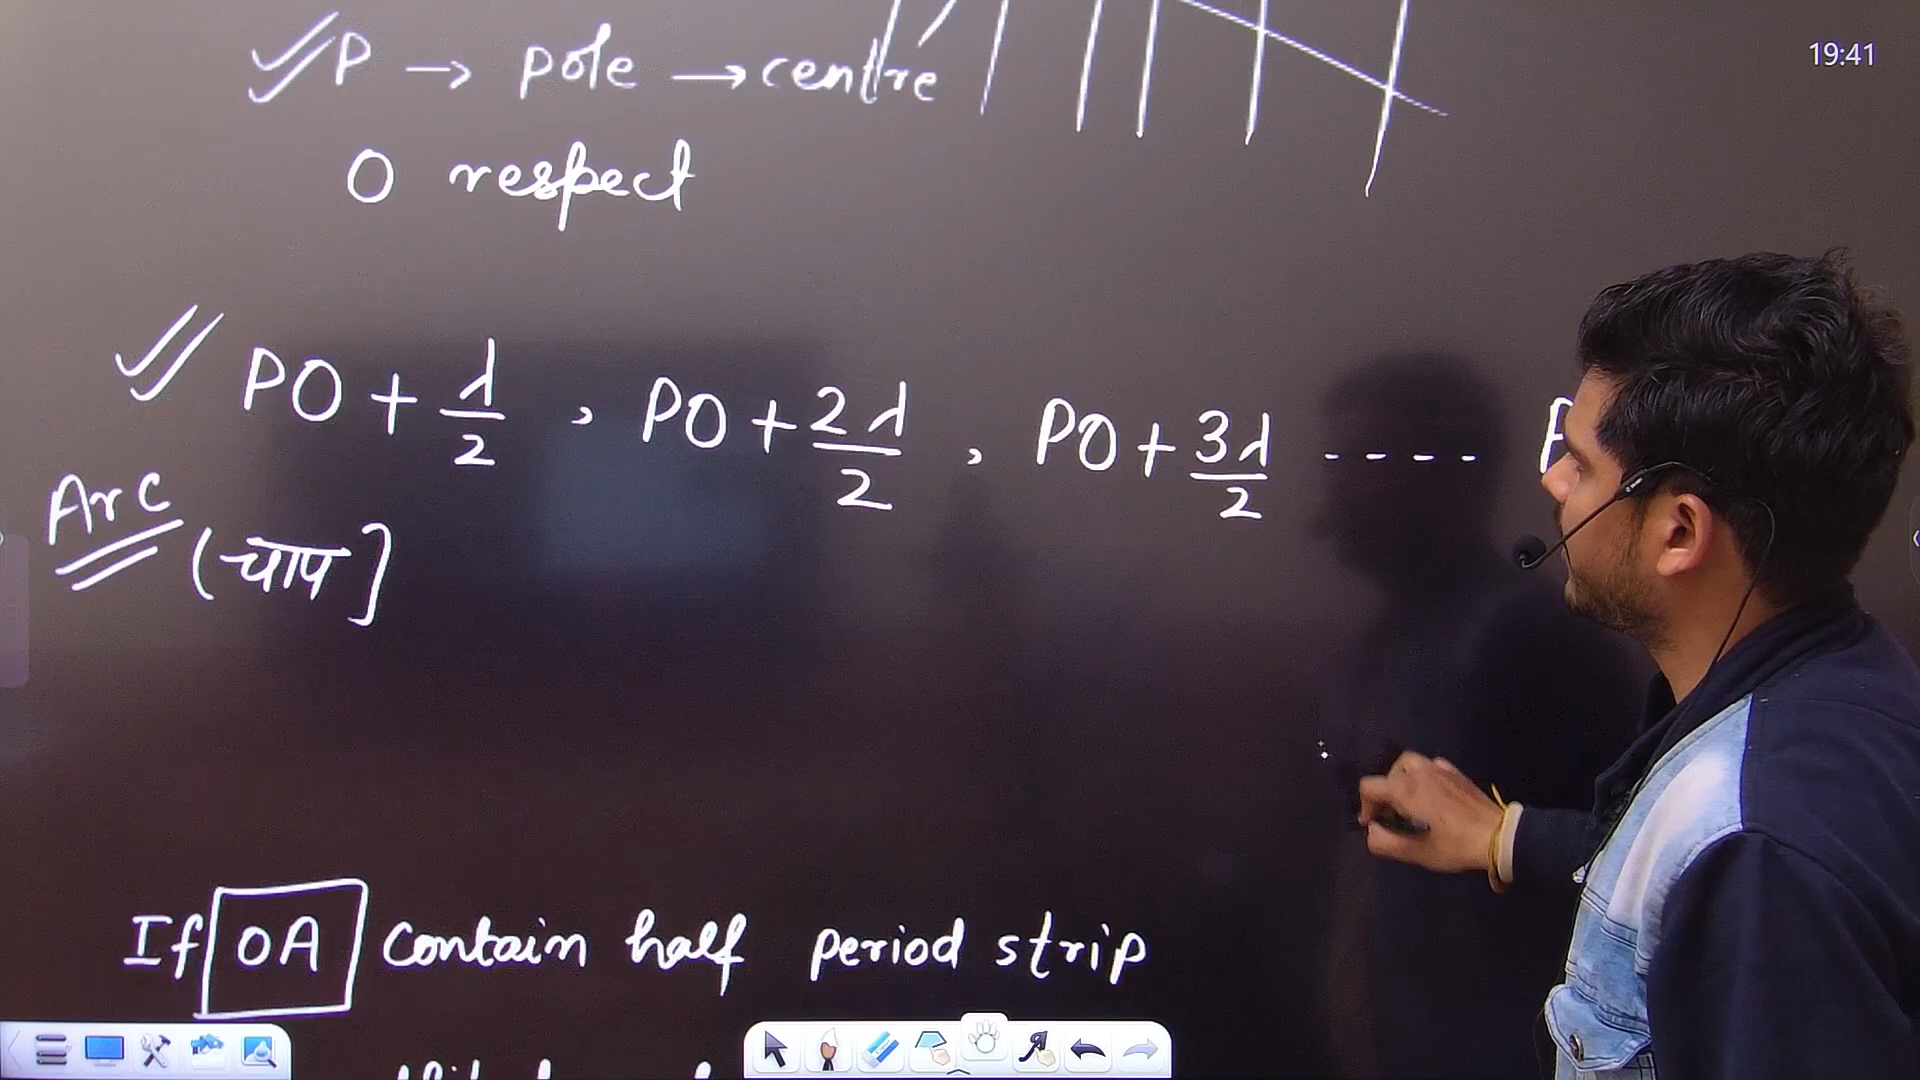 19:41
P → pole → centre
O respect
PO + λ/2 , PO + 2λ/2 , PO + 3λ/2 ---- P
Arc
(चाप]
If OA contain half period strip